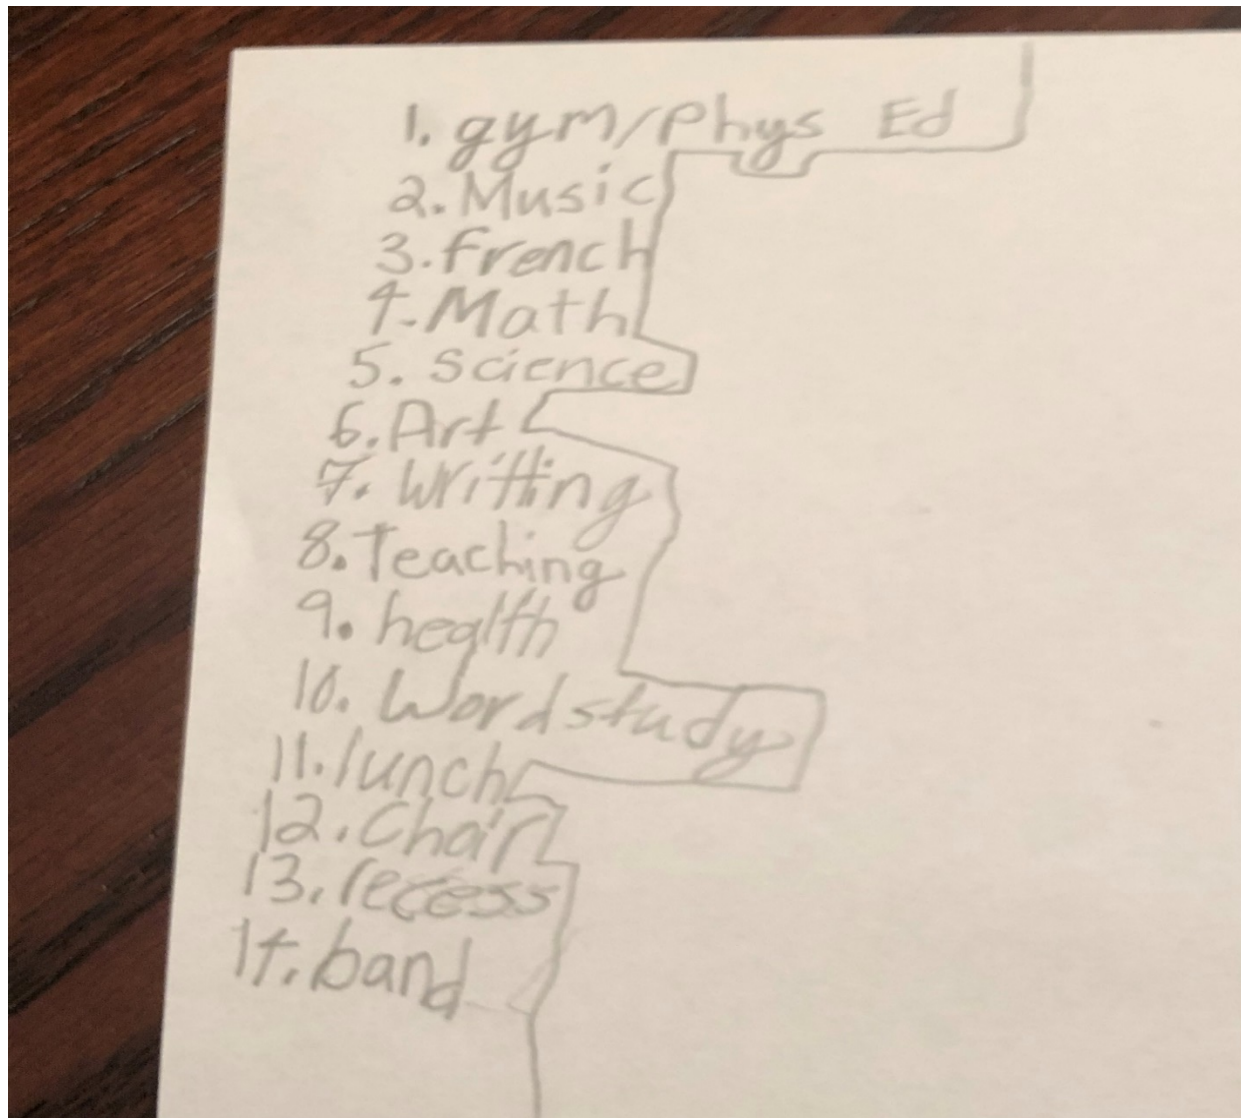 1. gym/Phys Ed
2. Music
3. french
4. Math
5. Science
6. Art
7. Writting
8. Teaching
9. health
10. Wordstudy
11. lunch
12. Chair
13. recess
14. band